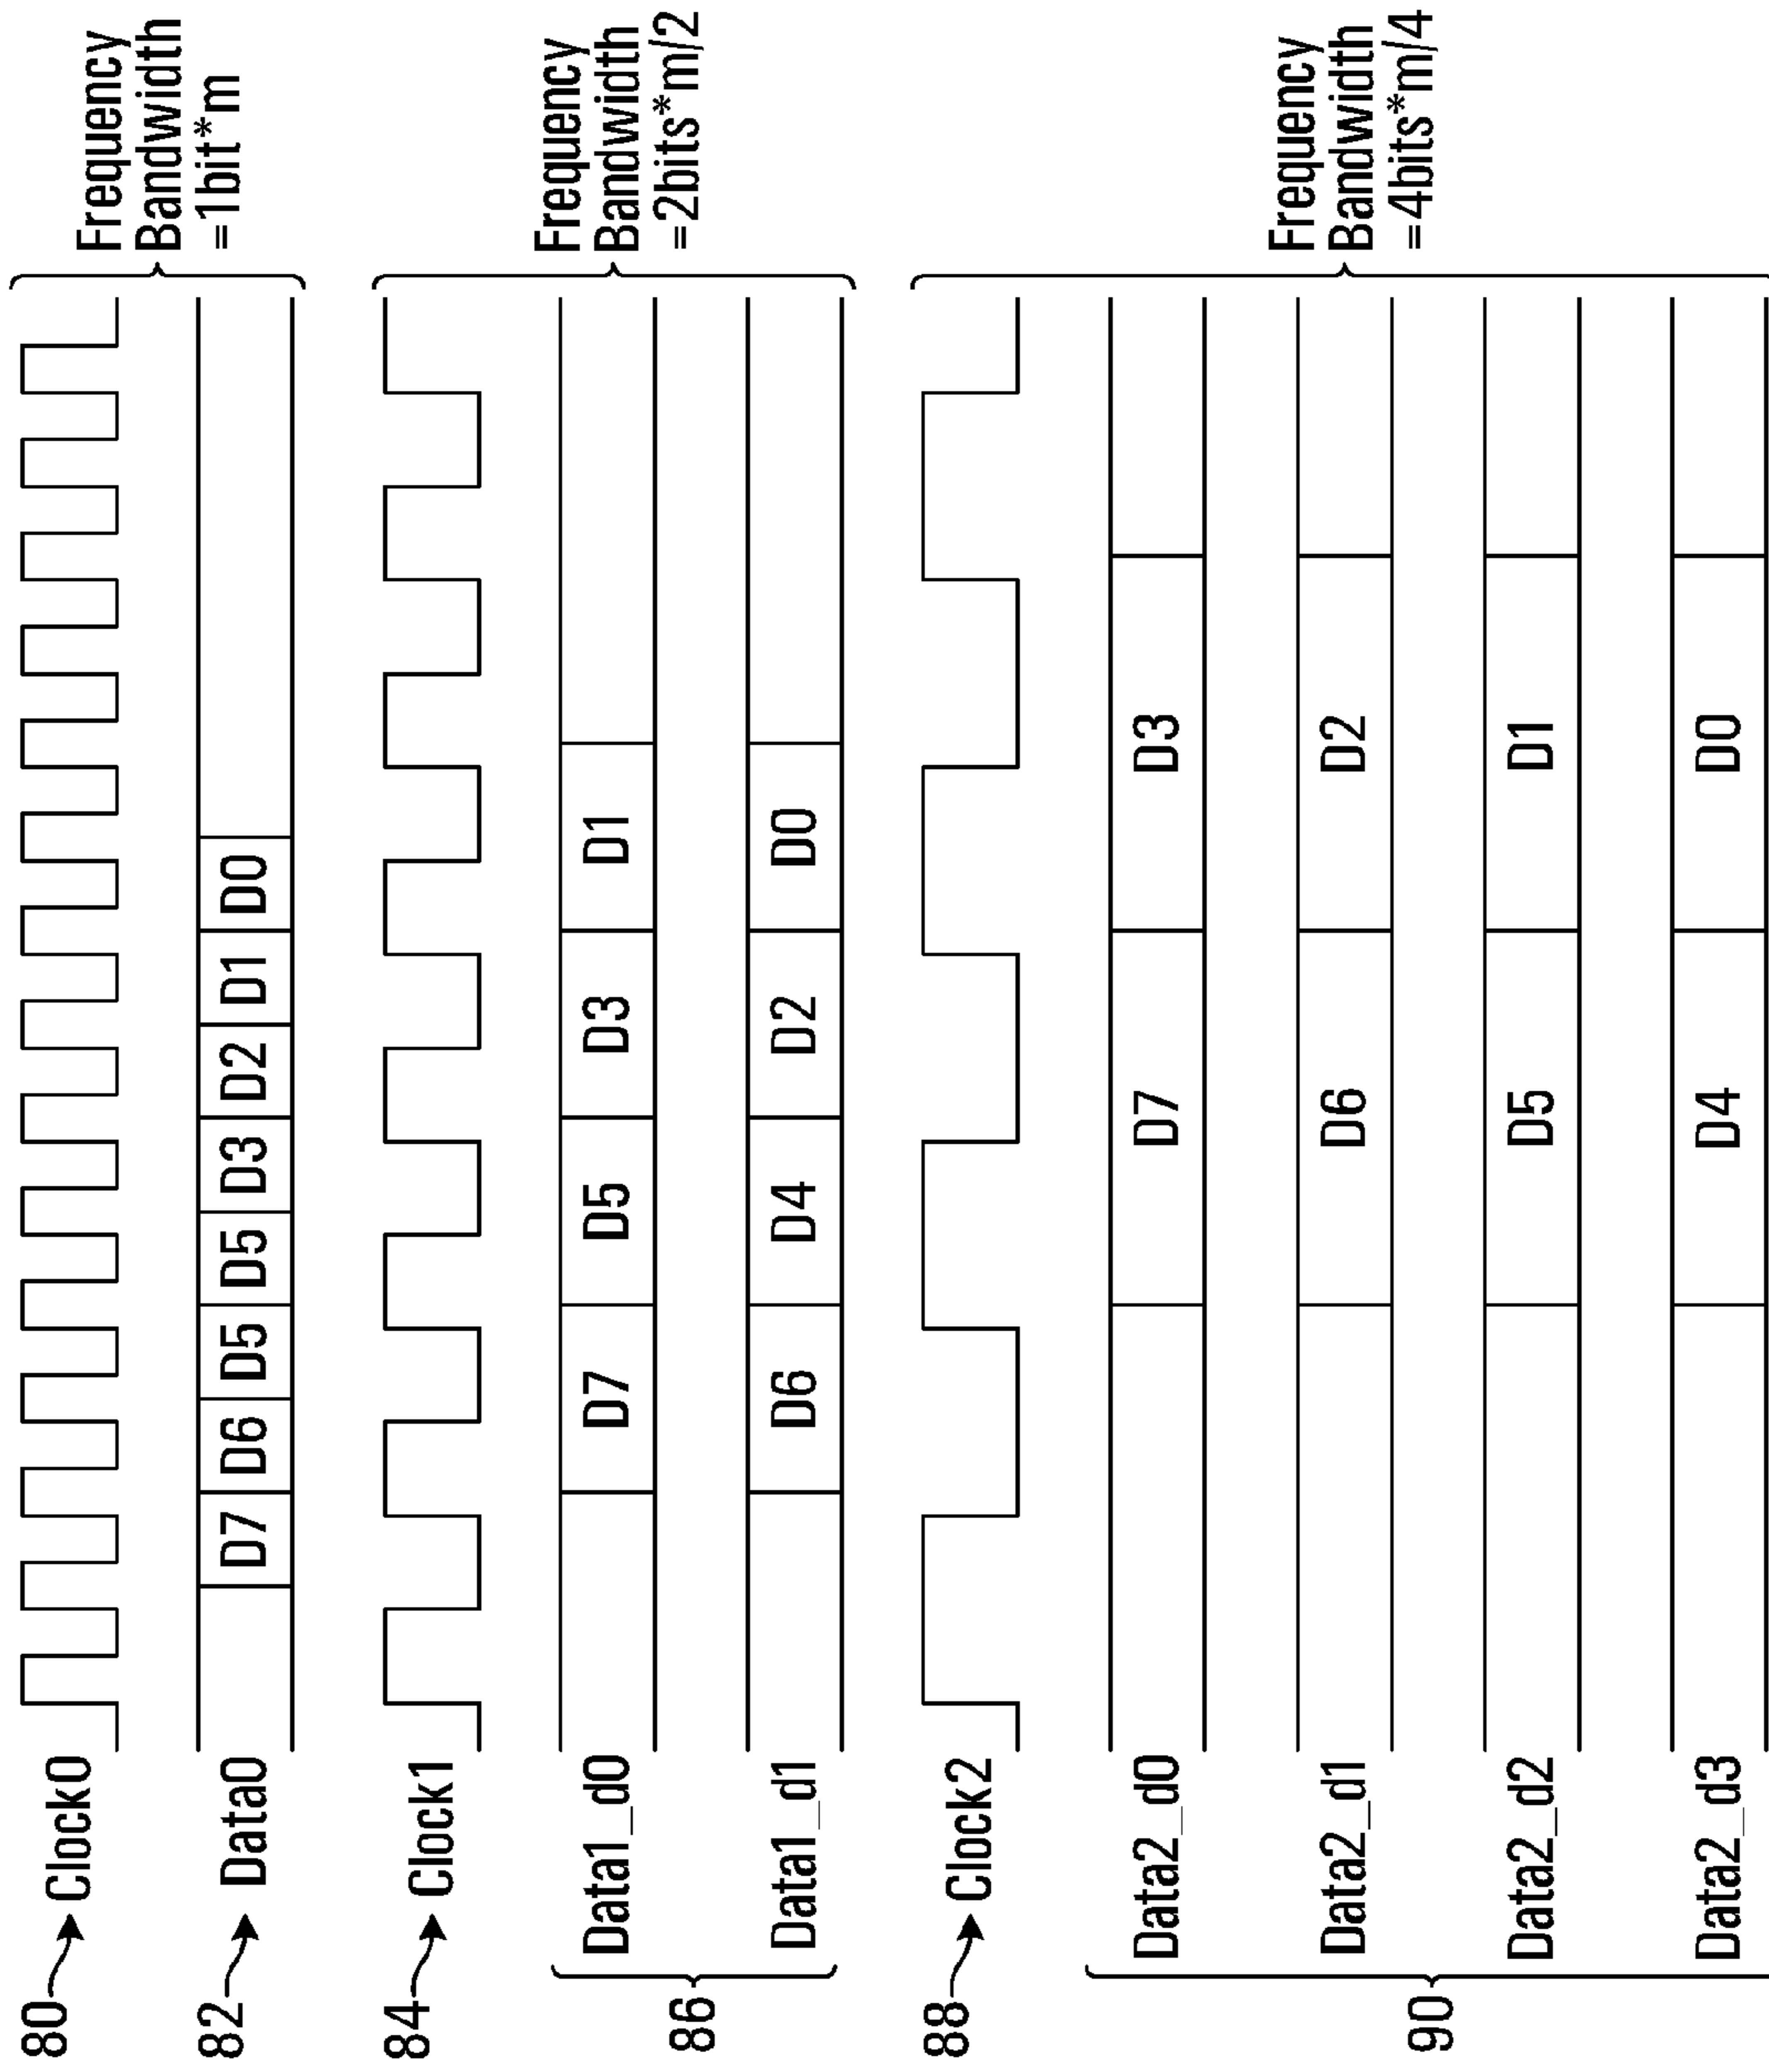 80
Clock0
Frequency
Bandwidth
=1bit*m
82
Data0
D7 D6 D5 D5 D3 D2 D1 D0
84
Clock1
Frequency
Bandwidth
=2bits*m/2
86
Data1_d0
D7 D5 D3 D1
Data1_d1
D6 D4 D2 D0
88
Clock2
Frequency
Bandwidth
=4bits*m/4
90
Data2_d0
D7 D3
Data2_d1
D6 D2
Data2_d2
D5 D1
Data2_d3
D4 D0